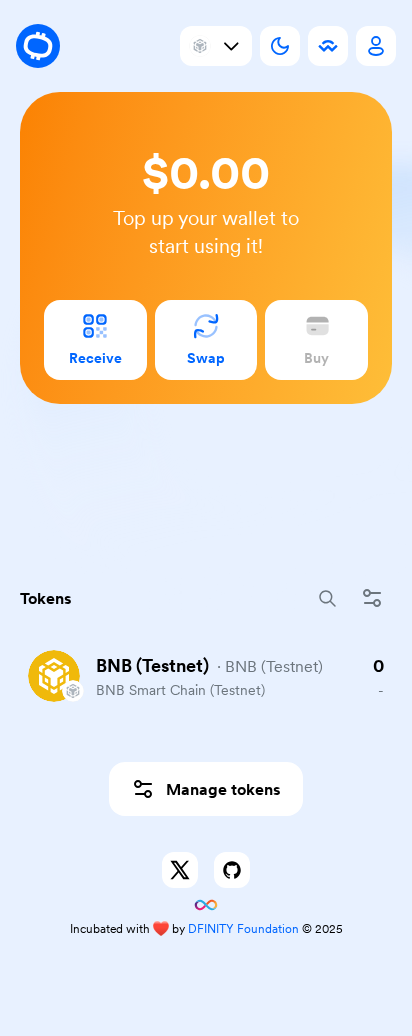 $0.00
Top up your wallet to
start using it!
Receive
Swap
Buy
Tokens
BNB (Testnet) · BNB (Testnet) 0
BNB Smart Chain (Testnet) -
Manage tokens
Incubated with ❤️ by DFINITY Foundation © 2025